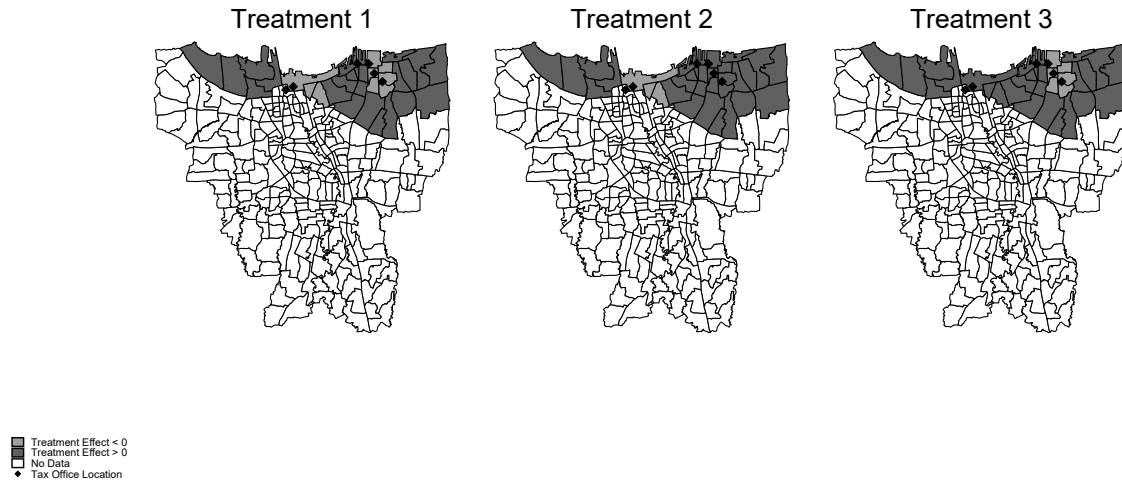 Treatment 1
Treatment 2
Treatment 3
Treatment Effect < 0
Treatment Effect > 0
No Data
Tax Office Location